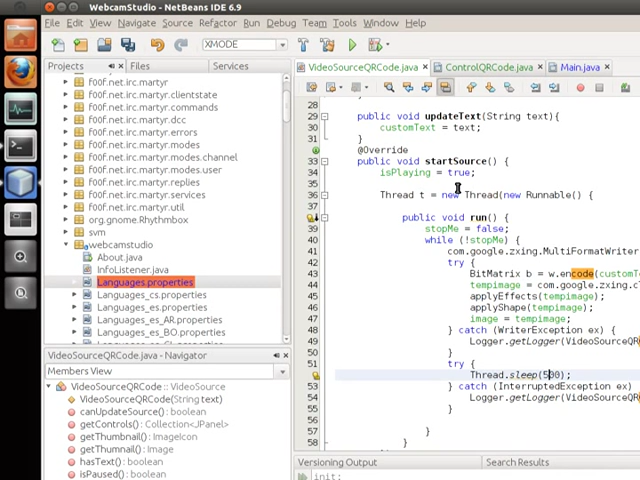 WebcamStudio - NetBeans IDE 6.9
File Edit View Navigate Source Refactor Run Debug Team Tools Window Help
XMODE
Projects Files Services
VideoSourceQRCode.java ControlQRCode.java Main.java
f00f.net.irc.martyr
f00f.net.irc.martyr.clientstate
f00f.net.irc.martyr.commands
f00f.net.irc.martyr.dcc
f00f.net.irc.martyr.errors
f00f.net.irc.martyr.modes
f00f.net.irc.martyr.modes.channel
f00f.net.irc.martyr.modes.user
f00f.net.irc.martyr.replies
f00f.net.irc.martyr.services
f00f.net.irc.martyr.util
org.gnome.Rhythmbox
svm
webcamstudio
About.java
InfoListener.java
Languages.properties
Languages_cs.properties
Languages_es.properties
Languages_es_AR.properties
Languages_es_BO.properties
VideoSourceQRCode.java - Navigator
Members View
VideoSourceQRCode :: VideoSource
VideoSourceQRCode(String text)
canUpdateSource() : boolean
getControls() : Collection<JPanel>
getThumbnail() : ImageIcon
getThumnail() : Image
hasText() : boolean
isPaused() : boolean
28
29 public void updateText(String text){
30 customText = text;
31 }
@Override
33 public void startSource() {
34 isPlaying = true;
35
36 Thread t = new Thread(new Runnable() {
37
public void run() {
39 stopMe = false;
40 while (!stopMe) {
41 com.google.zxing.MultiFormatWriter
42 try {
43 BitMatrix b = w.encode(customT
44 tempimage = com.google.zxing.cl
45 applyEffects(tempimage);
46 applyShape(tempimage);
47 image = tempimage;
48 } catch (WriterException ex) {
49 Logger.getLogger(VideoSourceQR
50 }
51 try {
Thread.sleep(500);
53 } catch (InterruptedException ex)
54 Logger.getLogger(VideoSourceQR
55 }
56
57 }
58 }
Versioning Output Search Results
init: